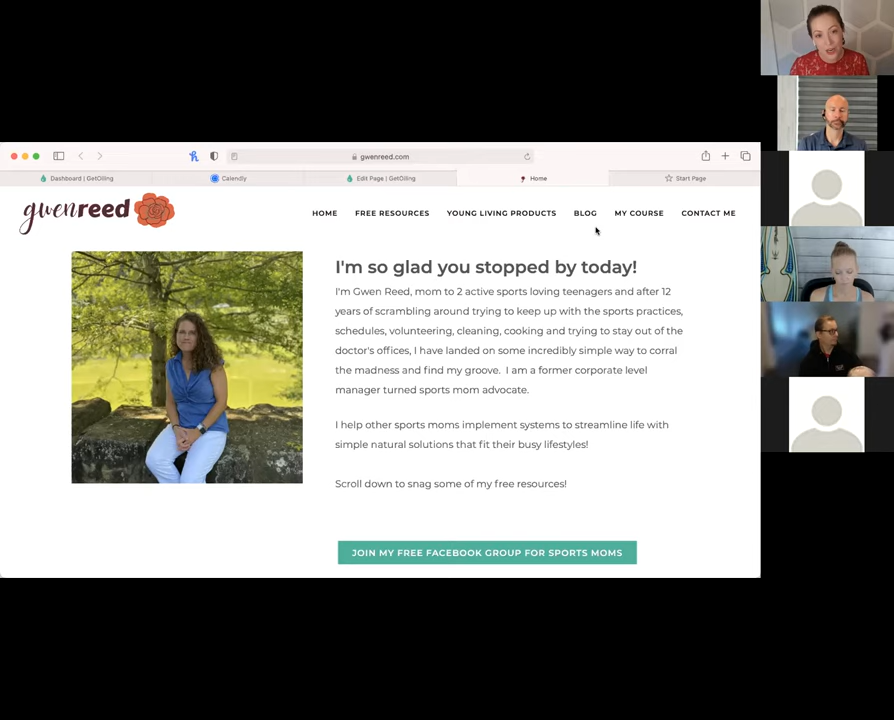 gwenreed.com
Dashboard | GetOiling
Calendly
Edit Page | GetOiling
Home
Start Page
gwenreed
HOME
FREE RESOURCES
YOUNG LIVING PRODUCTS
BLOG
MY COURSE
CONTACT ME
I'm so glad you stopped by today!
I'm Gwen Reed, mom to 2 active sports loving teenagers and after 12
years of scrambling around trying to keep up with the sports practices,
schedules, volunteering, cleaning, cooking and trying to stay out of the
doctor's offices, I have landed on some incredibly simple way to corral
the madness and find my groove. I am a former corporate level
manager turned sports mom advocate.
I help other sports moms implement systems to streamline life with
simple natural solutions that fit their busy lifestyles!
Scroll down to snag some of my free resources!
JOIN MY FREE FACEBOOK GROUP FOR SPORTS MOMS